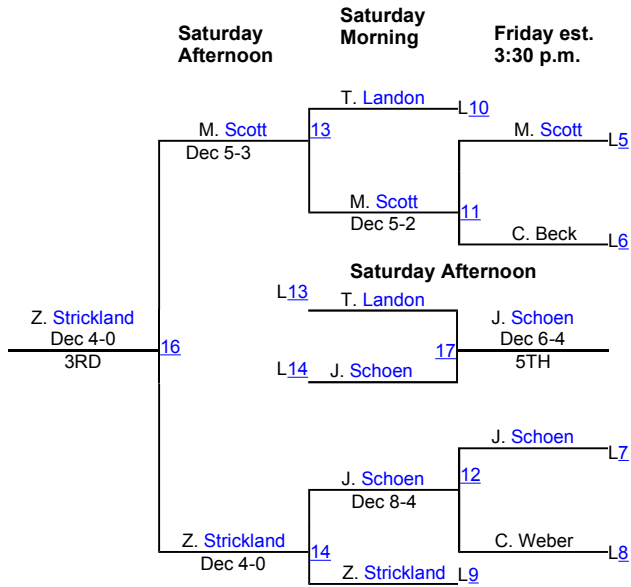 Saturday Afternoon
Saturday Morning
Friday est. 3:30 p.m.
T. Landon
L10
M. Scott
13
M. Scott
L5
Dec 5-3
M. Scott
11
Dec 5-2
C. Beck
L6
Saturday Afternoon
L13
T. Landon
Z. Strickland
J. Schoen
Dec 4-0
16
17
Dec 6-4
3RD
5TH
L14
J. Schoen
J. Schoen
L7
J. Schoen
12
Dec 8-4
Z. Strickland
14
C. Weber
L8
Dec 4-0
Z. Strickland
L9